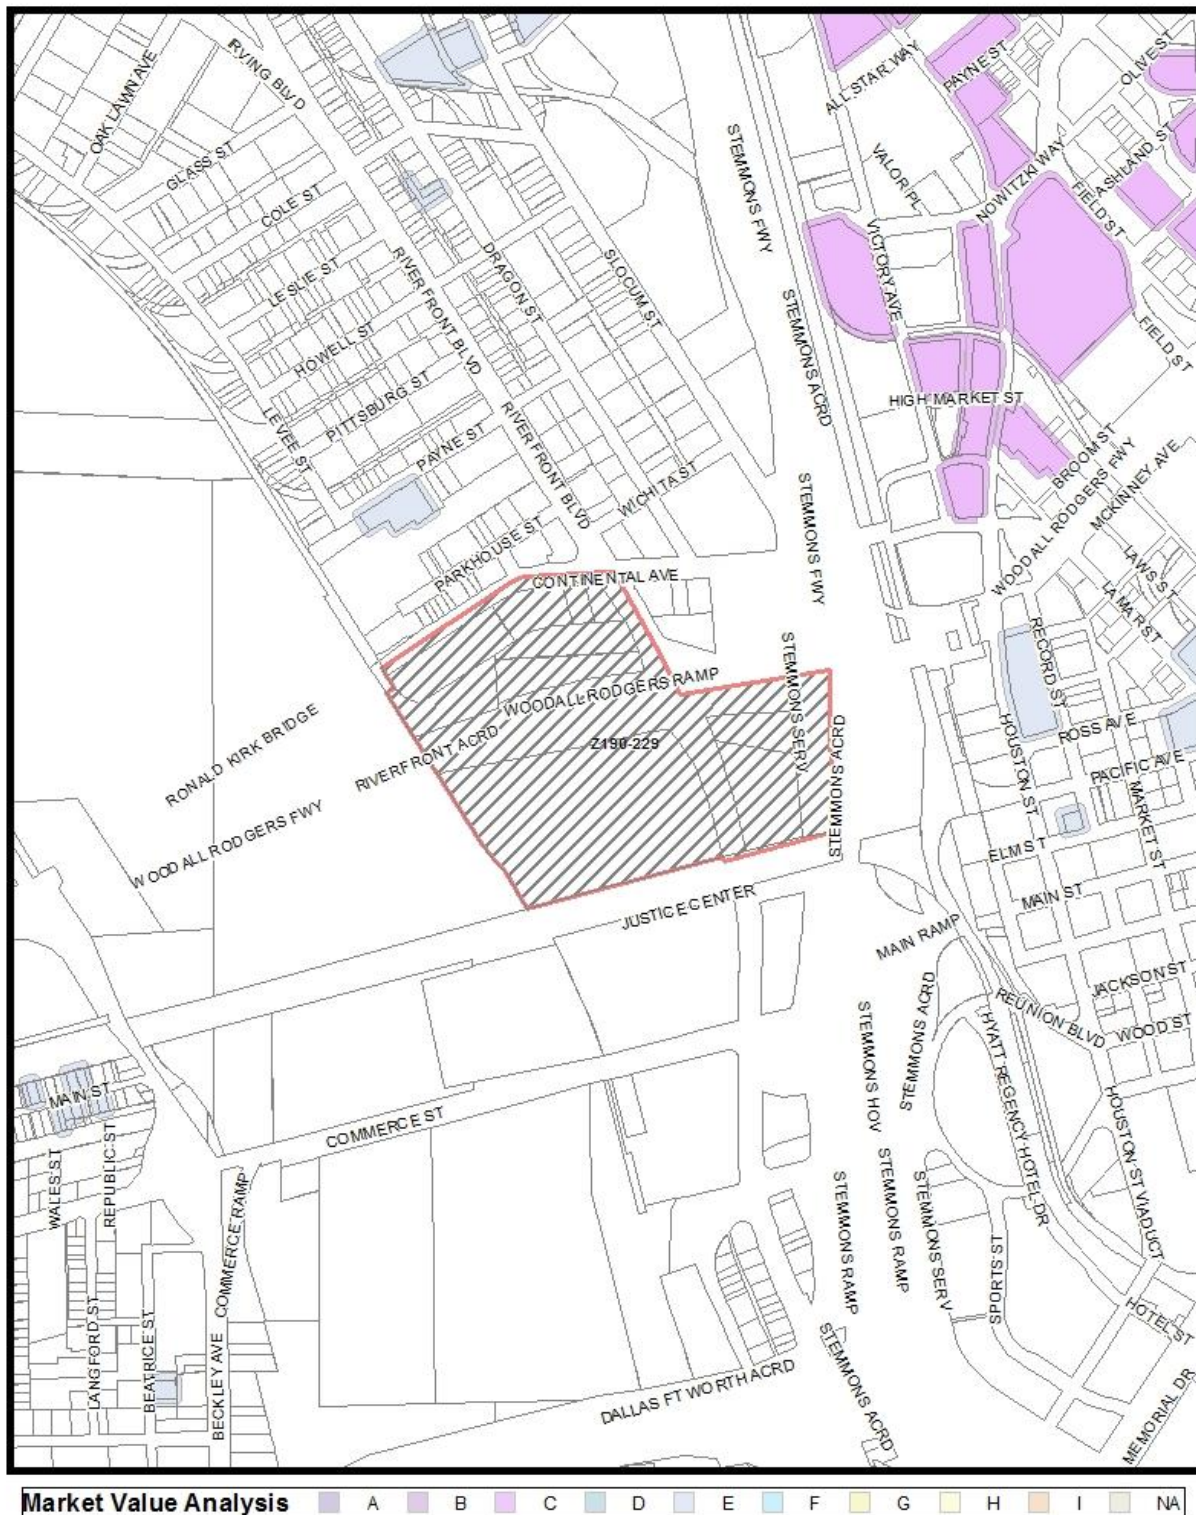 IRVING BLVD
OAK LAWN AVE
GLASS ST
COLE ST
LESLIE ST
HOWELL ST
PITTSBURG ST
PAYNE ST
LEVEE ST
PARKHOUSE ST
RIVERFRONT BLVD
RIVERFRONT BLVD
DRAGON ST
SLOCUM ST
WICHITA ST
CONTINENTAL AVE
STEMMONS FWY
STEMMONS ACRD
STEMMONS FWY
ALL STAR WAY
PAYNE ST
OLIVE ST
VALOR PL
NOWITZKI WAY
ASHLAND ST
FIELD ST
FIELD ST
VICTORY AVE
HIGH MARKET ST
BROOM ST
WOODALL RODGERS FWY
MCKINNEY AVE
LAWS ST
LAMAR ST
RECORD ST
ROSS AVE
PACIFIC AVE
HOUSTON ST
MARKET ST
ELM ST
MAIN ST
JACKSON ST
WOOD ST
WOODALL RODGERS RAMP
RIVERFRONT ACRD
Z190-229
STEMMONS SERV
STEMMONS ACRD
RONALD KIRK BRIDGE
WOODALL RODGERS FWY
JUSTICE CENTER
MAIN RAMP
REUNION BLVD
STEMMONS ACRD
HYATT REGENCY HOTEL DR
STEMMONS HOV
HOUSTON ST VIADUCT
COMMERCE ST
MAIN ST
WALES ST
REPUBLIC ST
COMMERCE RAMP
LANGFORD ST
BEATRICE ST
BECKLEY AVE
STEMMONS RAMP
STEMMONS RAMP
STEMMONS SERV
SPORTS ST
HOTEL ST
MEMORIAL DR
DALLAS FT WORTH ACRD
STEMMONS ACRD
Market Value Analysis A B C D E F G H I NA